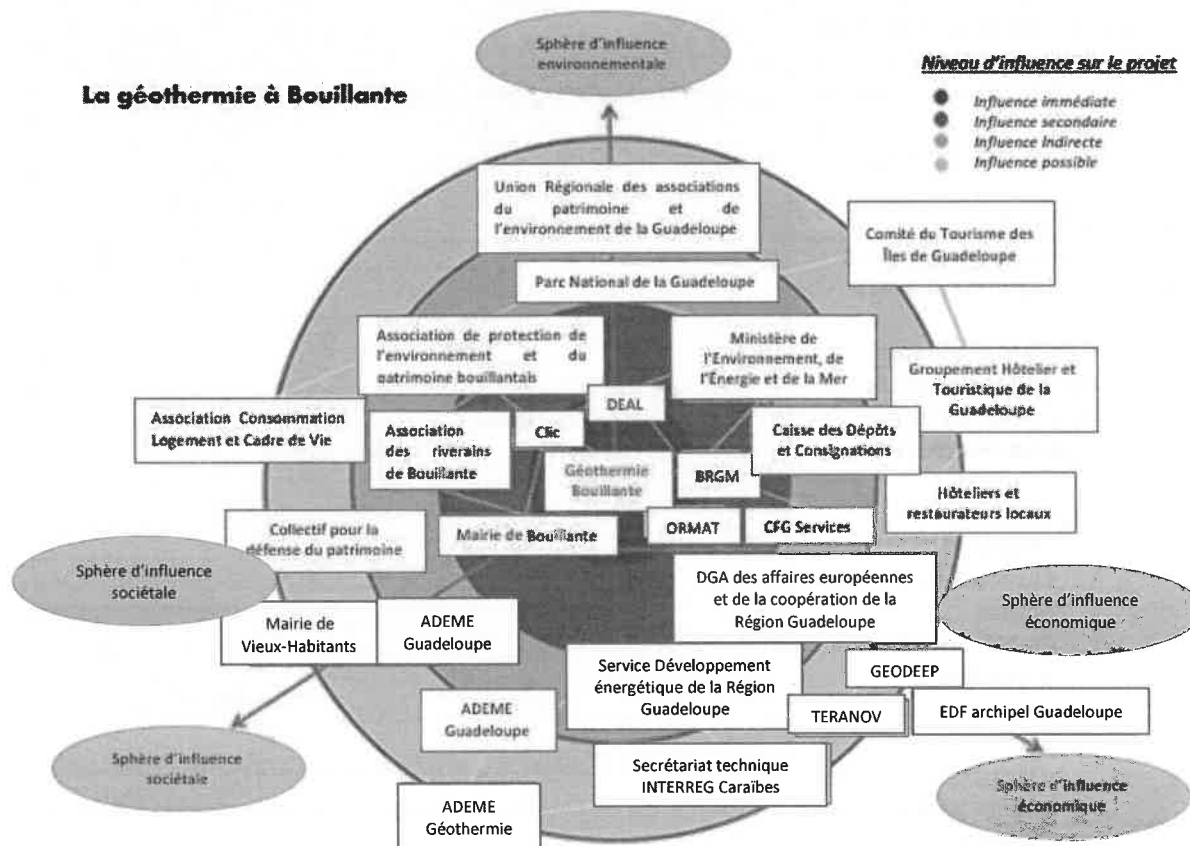 Sphère d'influence
environnementale
La géothermie à Bouillante
Niveau d'influence sur le projet
Influence immédiate
Influence secondaire
Influence Indirecte
Influence possible
Union Régionale des associations
du patrimoine et de
l'environnement de la Guadeloupe
Comité du Tourisme des
Îles de Guadeloupe
Parc National de la Guadeloupe
Association de protection de
l'environnement et du
patrimoine bouillantais
Ministère de
l'Environnement, de
l'Énergie et de la Mer
Groupement Hôtelier et
Touristique de la
Guadeloupe
DEAL
Association Consommation
Logement et Cadre de Vie
Association
des riverains
de Bouillante
Clic
Caisse des Dépôts
et Consignations
Géothermie
Bouillante
BRGM
Hôteliers et
restaurateurs locaux
Collectif pour la
défense du patrimoine
Mairie de Bouillante
ORMAT
CFG Services
Sphère d'influence
sociétale
DGA des affaires européennes
et de la coopération de la
Région Guadeloupe
Sphère d'influence
économique
Mairie de
Vieux-Habitants
ADEME
Guadeloupe
Service Développement
énergétique de la Région
Guadeloupe
GEODEEP
ADEME
Guadeloupe
TERANOV
EDF archipel Guadeloupe
Sphère d'influence
sociétale
Secrétariat technique
INTERREG Caraïbes
Sphère d'influence
économique
ADEME
Géothermie